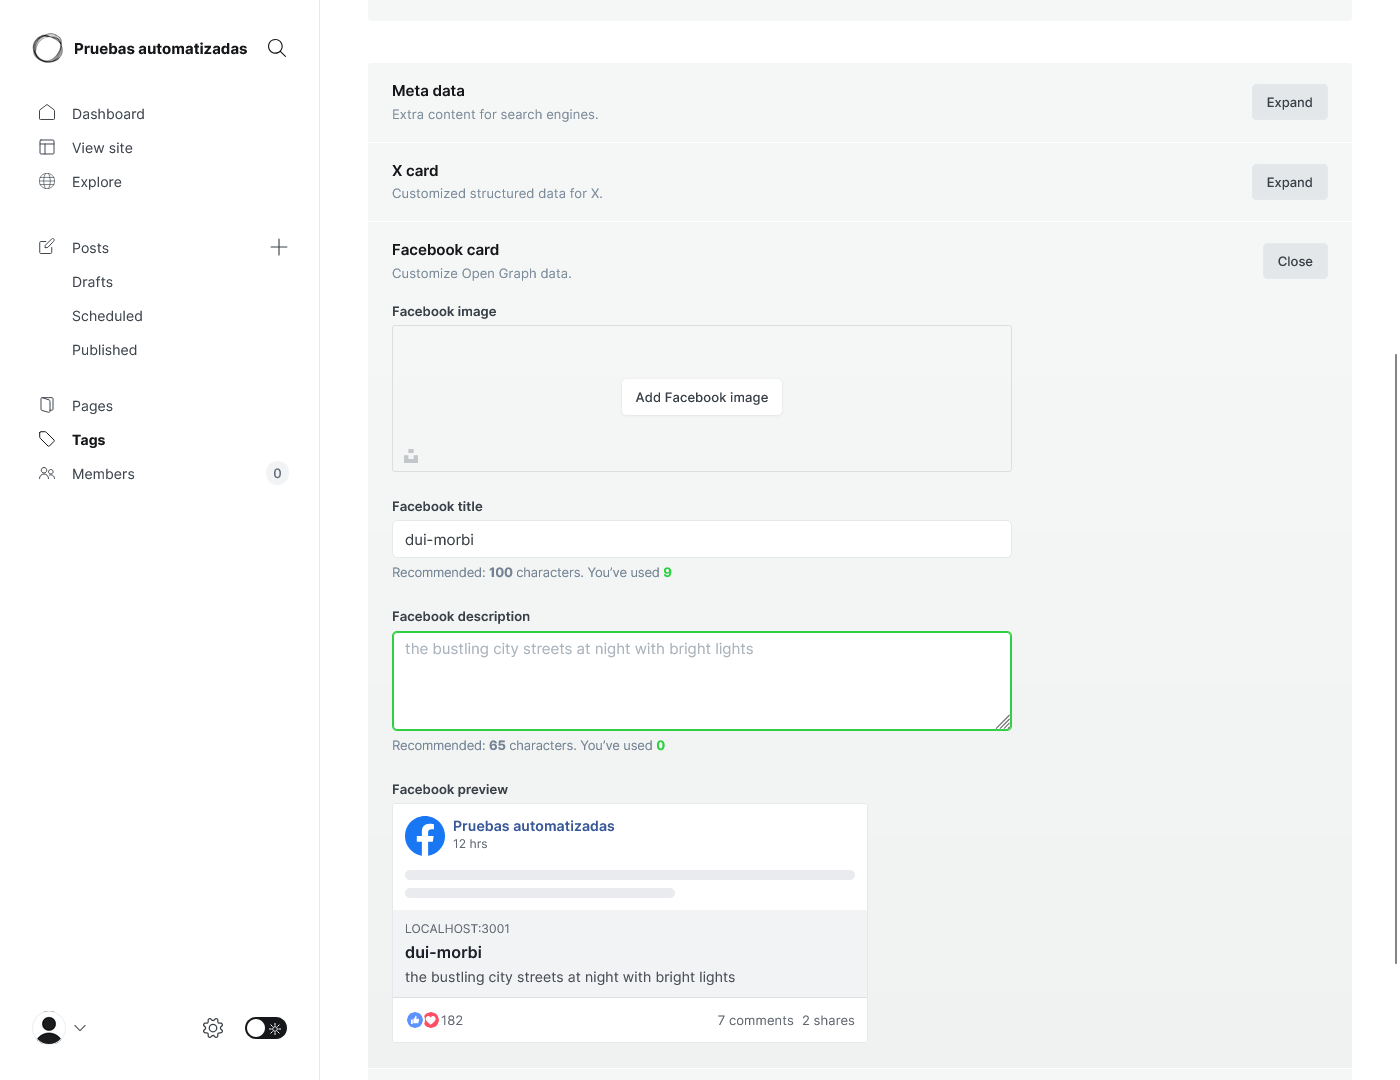 Pruebas automatizadas
Dashboard
View site
Explore
Posts
Drafts
Scheduled
Published
Pages
Tags
Members
0
Meta data
Extra content for search engines.
Expand
X card
Customized structured data for X.
Expand
Facebook card
Customize Open Graph data.
Close
Facebook image
Add Facebook image
Facebook title
dui-morbi
Recommended: 100 characters. You’ve used 9
Facebook description
the bustling city streets at night with bright lights
Recommended: 65 characters. You’ve used 0
Facebook preview
Pruebas automatizadas
12 hrs
LOCALHOST:3001
dui-morbi
the bustling city streets at night with bright lights
182
7 comments 2 shares